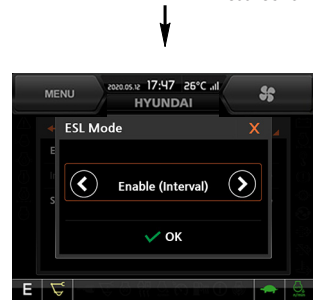 MENU
2020.05.12 17:47 26°C
HYUNDAI
ESL Mode X
E
S
Enable (Interval)
OK
E